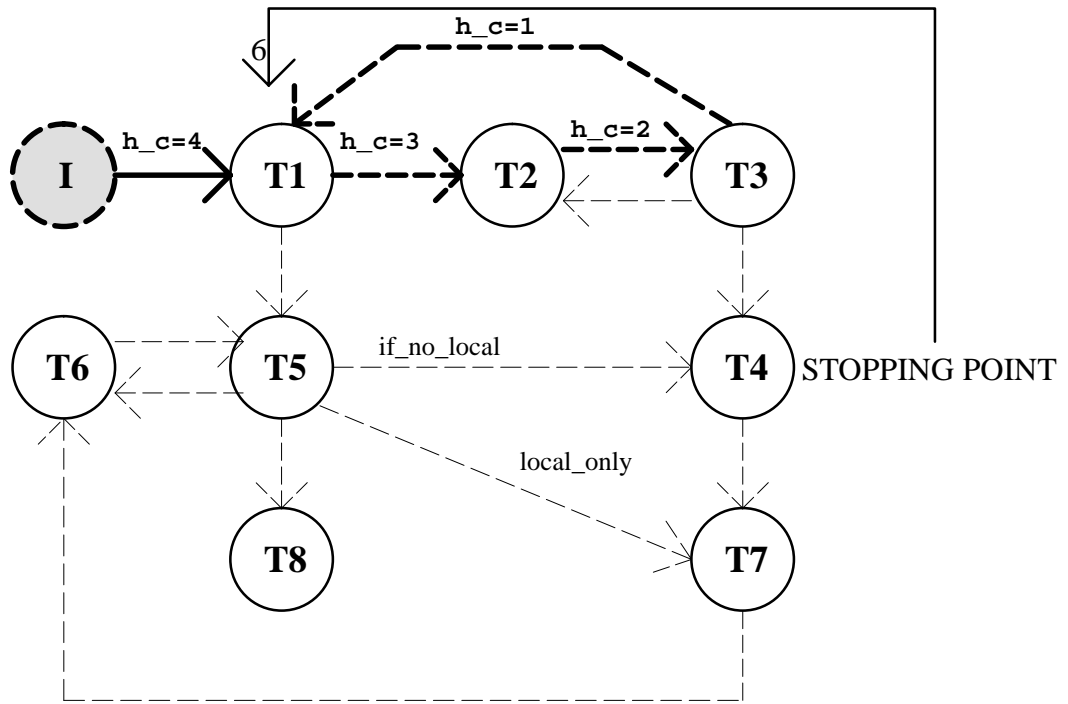 h_c=1
6
h_c=4
h_c=3
h_c=2
I
T1
T2
T3
if_no_local
T6
T5
T4
STOPPING POINT
local_only
T8
T7